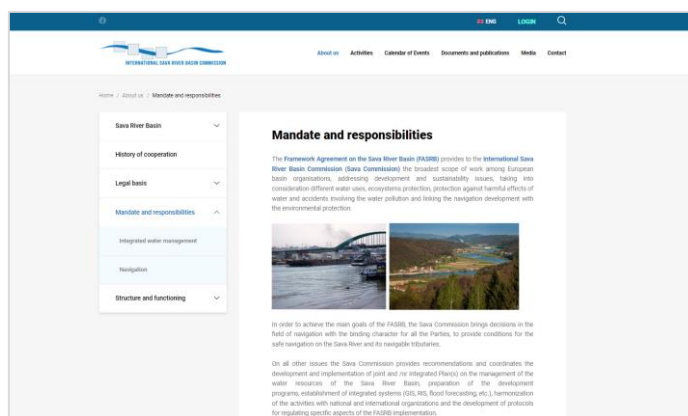 ENG LOGIN
INTERNATIONAL SAVA RIVER BASIN COMMISSION
About us Activities Calendar of Events Documents and publications Media Contact
Home / About us / Mandate and responsibilities
Sava River Basin
History of cooperation
Legal basis
Mandate and responsibilities
Integrated water management
Navigation
Structure and functioning
Mandate and responsibilities
The Framework Agreement on the Sava River Basin (FASRB) provides to the International Sava
River Basin Commission (Sava Commission) the broadest scope of work among European
basin organisations, addressing development and sustainability issues, taking into
consideration different water uses, ecosystems protection, protection against harmful effects of
water and accidents involving the water pollution and linking the navigation development with
the environmental protection.
In order to achieve the main goals of the FASRB, the Sava Commission brings decisions in the
field of navigation with the binding character for all the Parties, to provide conditions for the
safe navigation on the Sava River and its navigable tributaries.
On all other issues the Sava Commission provides recommendations and coordinates the
development and implementation of joint and /or integrated Plan(s) on the management of the
water resources of the Sava River Basin, preparation of the development
programs, establishment of integrated systems (GIS, RIS, flood forecasting, etc.), harmonization
of the activities with national and international organizations and the development of protocols
for regulating specific aspects of the FASRB implementation.